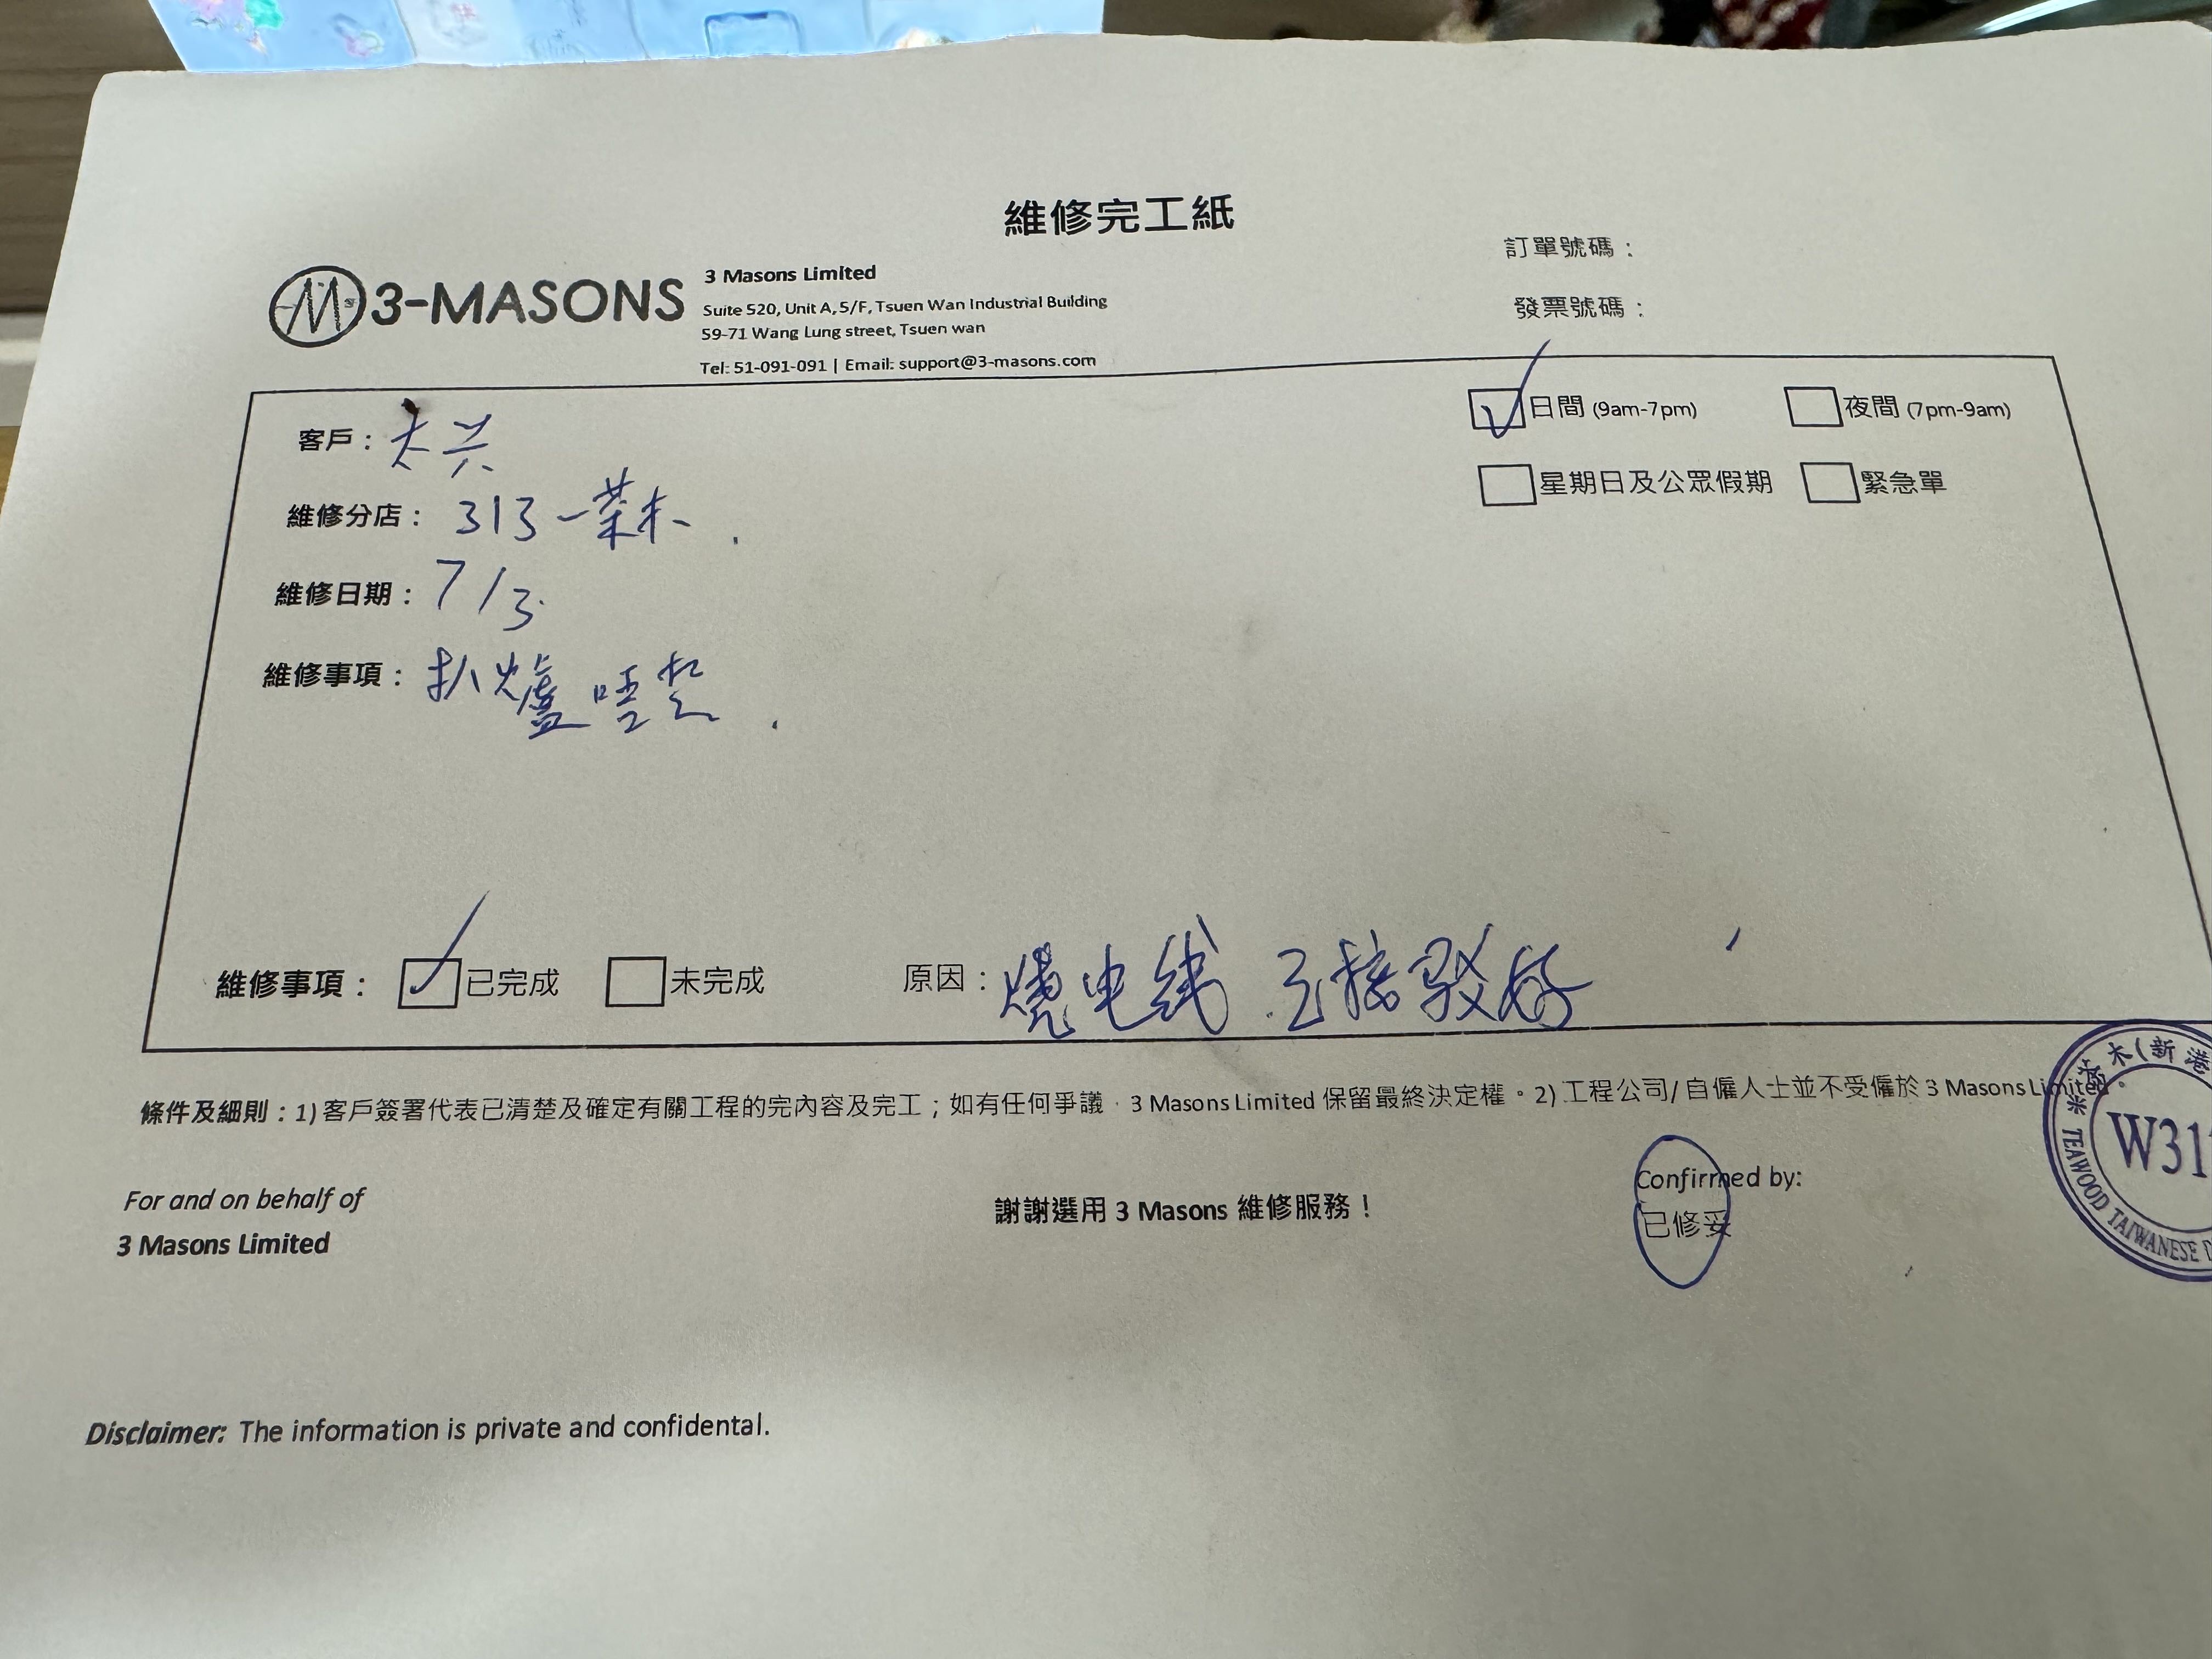 維修完工紙
訂單號碼：
發票號碼：
3-MASONS
3 Masons Limited
Suite 520, Unit A, 5/F, Tsuen Wan Industrial Building
59-71 Wang Lung street, Tsuen wan
Tel: 51-091-091 | Email: support@3-masons.com
日間 (9am-7pm) 夜間 (7pm-9am)
星期日及公眾假期 緊急單
客戶：太兴
維修分店：313-茶木.
維修日期：7/3.
維修事項：扒爐唔热.
維修事項： 已完成 未完成 原因：燒电线 已接駁好
條件及細則：1) 客戶簽署代表已清楚及確定有關工程的完內容及完工；如有任何爭議，3 Masons Limited 保留最終決定權。2) 工程公司/ 自僱人士並不受僱於 3 Masons Limited。
茶木(新港
W31
TEAWOOD TAIWANESE
For and on behalf of
3 Masons Limited
謝謝選用 3 Masons 維修服務！
Confirmed by:
已修妥
Disclaimer: The information is private and confidental.